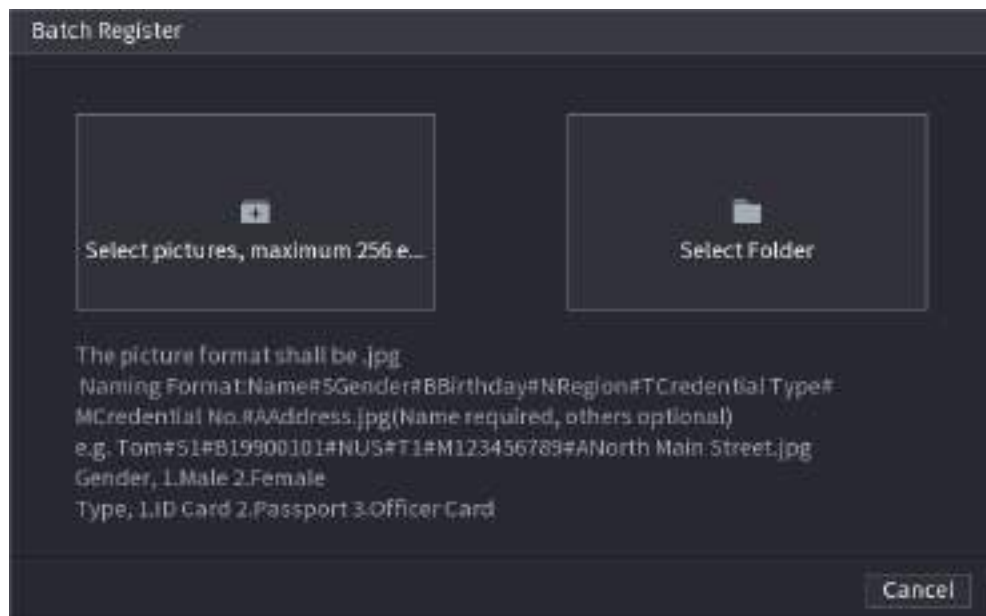 Batch Register
Select pictures, maximum 256 e...
Select Folder
The picture format shall be .jpg
Naming Format:Name#SGender#BBirthday#NRegion#TCredential Type#
MCredential No.#AAddress.jpg(Name required, others optional)
e.g. Tom#S1#B19900101#NUS#T1#M123456789#ANorth Main Street.jpg
Gender, 1.Male 2.Female
Type, 1.ID Card 2.Passport 3.Officer Card
Cancel